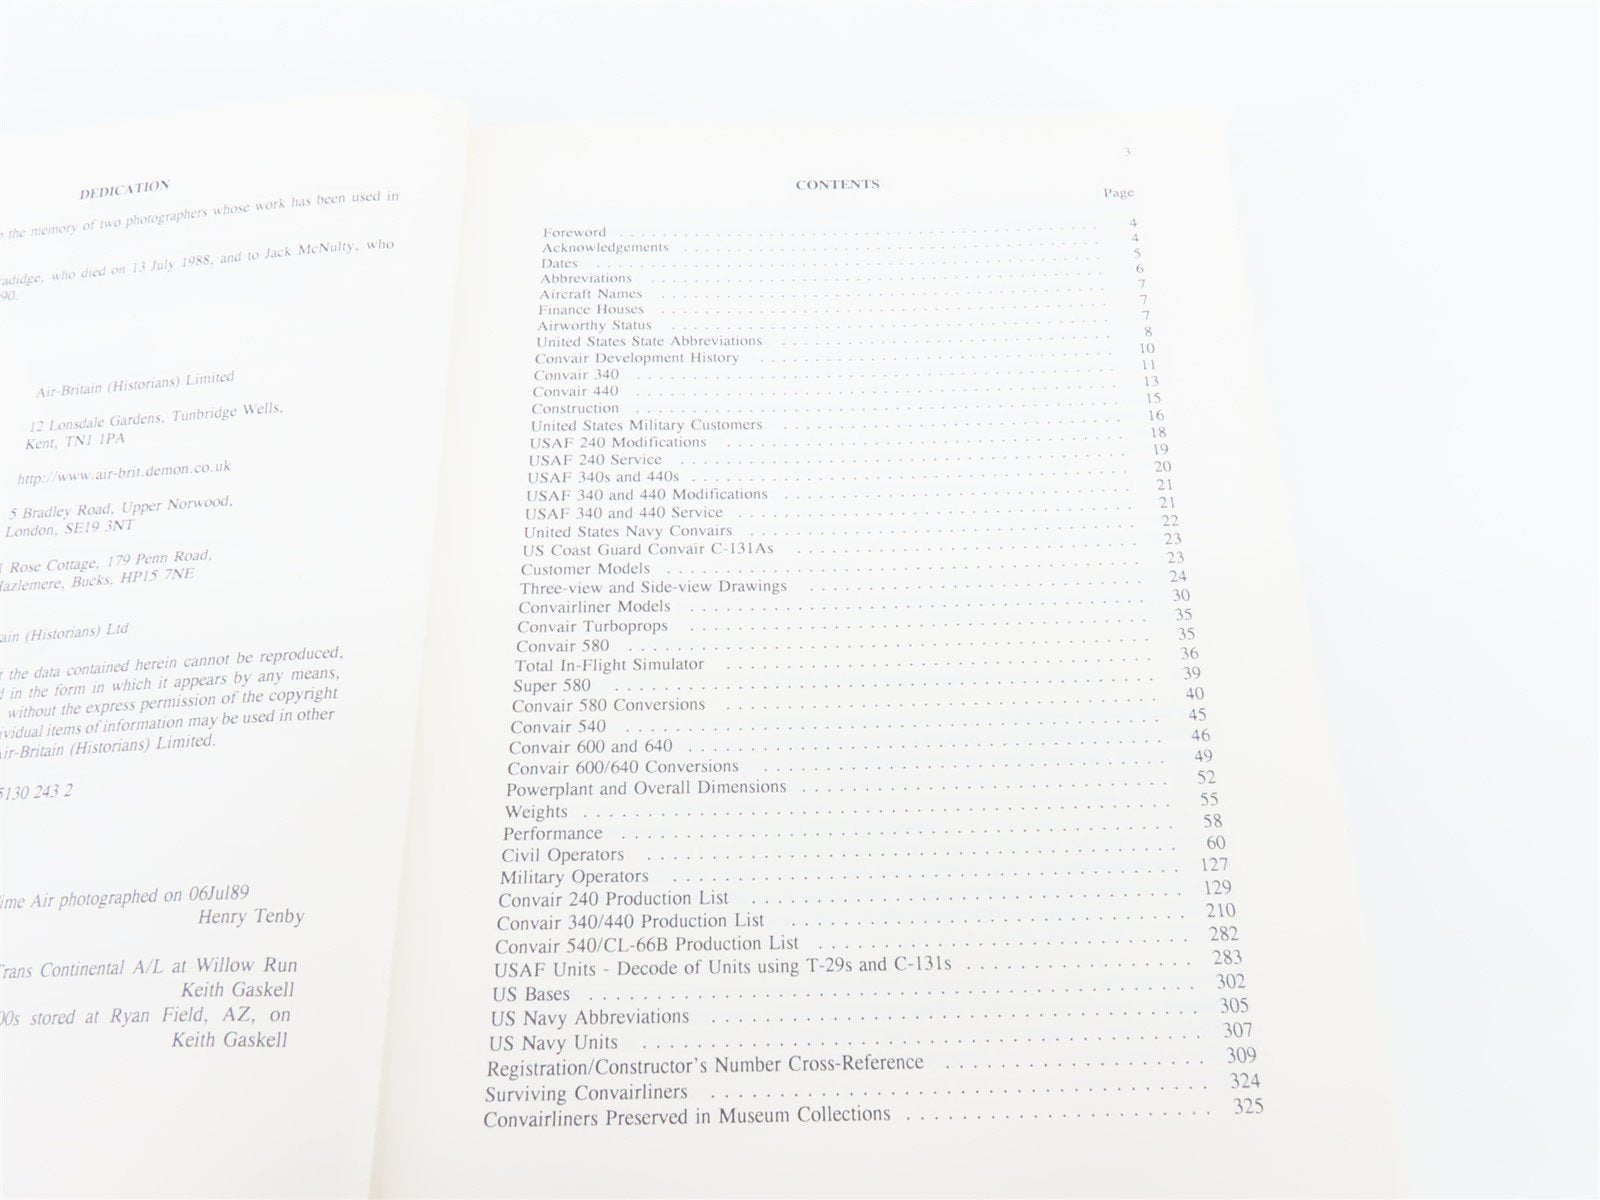 DEDICATION
the memory of two photographers whose work has been used in
who died on 13 July 1988, and to Jack McNulty, who
90.
Air-Britain (Historians) Limited
12 Lonsdale Gardens, Tunbridge Wells,
Kent, TN1 1PA
http://www.air-brit.demon.co.uk
5 Bradley Road, Upper Norwood,
London, SE19 3NT
1 Rose Cottage, 179 Penn Road,
Hazlemere, Bucks, HP15 7NE
(Historians) Ltd
the data contained herein cannot be reproduced,
in the form in which it appears by any means,
without the express permission of the copyright
items of information may be used in other
Air-Britain (Historians) Limited.
5130 243 2
Air photographed on 06Jul89
Henry Tenby
Trans Continental A/L at Willow Run
Keith Gaskell
00s stored at Ryan Field, AZ, on
Keith Gaskell
3
CONTENTS
Page
Foreword 4
Acknowledgements 4
Dates 5
Abbreviations 6
Aircraft Names 7
Finance Houses 7
Airworthy Status 7
United States State Abbreviations 8
Convair Development History 10
Convair 340 11
Convair 440 13
Construction 15
United States Military Customers 16
USAF 240 Modifications 18
USAF 240 Service 19
USAF 340s and 440s 20
USAF 340 and 440 Modifications 21
USAF 340 and 440 Service 21
United States Navy Convairs 22
US Coast Guard Convair C-131As 23
Customer Models 23
Three-view and Side-view Drawings 24
Convairliner Models 30
Convair Turboprops 35
Convair 580 35
Total In-Flight Simulator 36
Super 580 39
Convair 580 Conversions 40
Convair 540 45
Convair 600 and 640 46
Convair 600/640 Conversions 49
Powerplant and Overall Dimensions 52
Weights 55
Performance 58
Civil Operators 60
Military Operators 127
Convair 240 Production List 129
Convair 340/440 Production List 210
Convair 540/CL-66B Production List 282
USAF Units - Decode of Units using T-29s and C-131s 283
US Bases 302
US Navy Abbreviations 305
US Navy Units 307
Registration/Constructor's Number Cross-Reference 309
Surviving Convairliners 324
Convairliners Preserved in Museum Collections 325